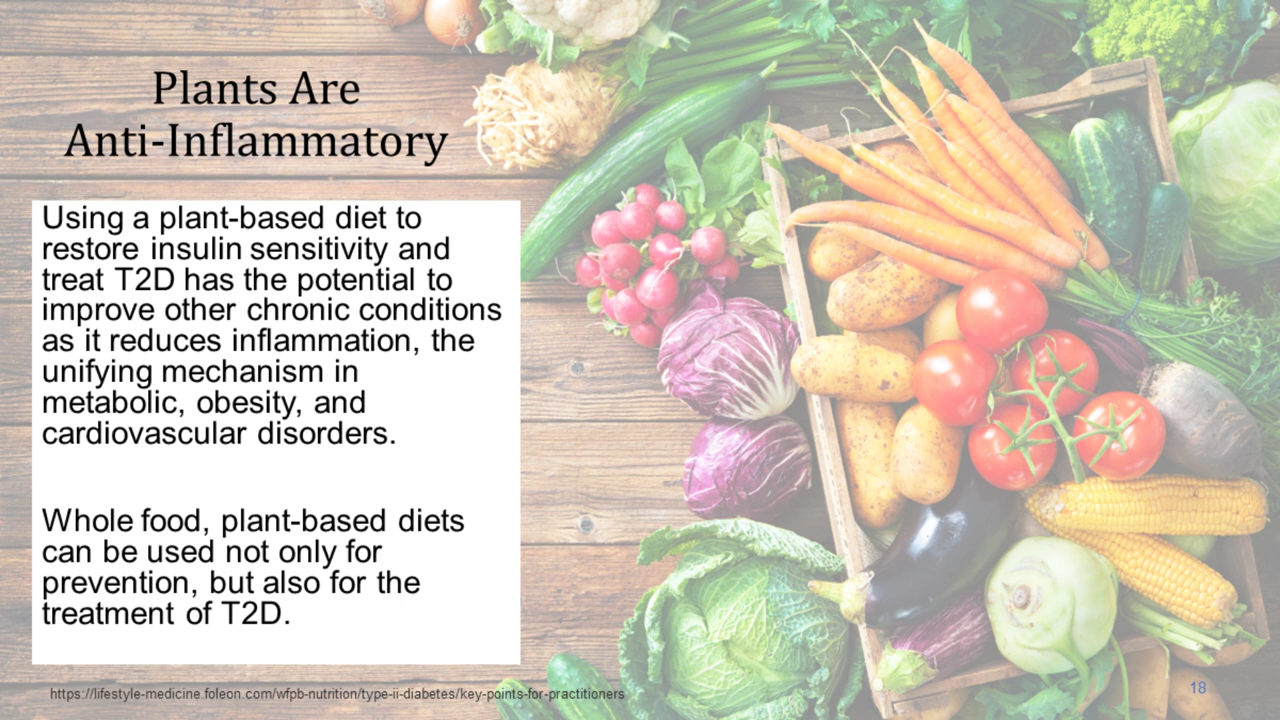 Plants Are
Anti-Inflammatory
Using a plant-based diet to
restore insulin sensitivity and
treat T2D has the potential to
improve other chronic conditions
as it reduces inflammation, the
unifying mechanism in
metabolic, obesity, and
cardiovascular disorders.
Whole food, plant-based diets
can be used not only for
prevention, but also for the
treatment of T2D.
https://lifestyle-medicine.foleon.com/wfpb-nutrition/type-ii-diabetes/key-points-for-practitioners
18